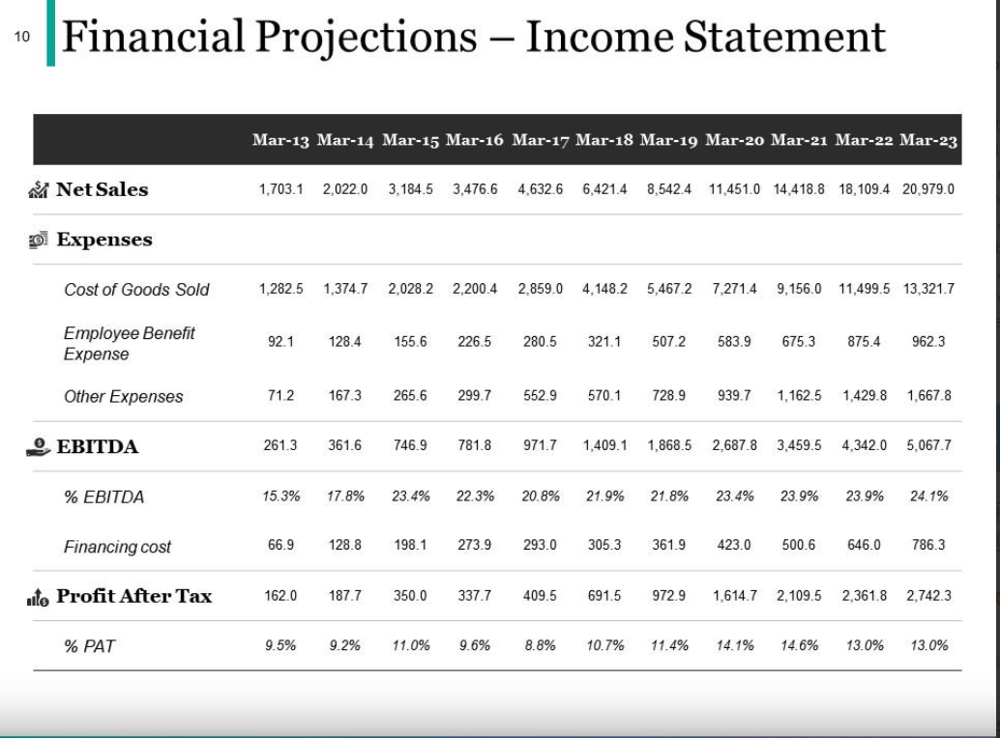 10
Financial Projections – Income Statement
Mar-13 Mar-14 Mar-15 Mar-16 Mar-17 Mar-18 Mar-19 Mar-20 Mar-21 Mar-22 Mar-23
Net Sales 1,703.1 2,022.0 3,184.5 3,476.6 4,632.6 6,421.4 8,542.4 11,451.0 14,418.8 18,109.4 20,979.0
Expenses
Cost of Goods Sold 1,282.5 1,374.7 2,028.2 2,200.4 2,859.0 4,148.2 5,467.2 7,271.4 9,156.0 11,499.5 13,321.7
Employee Benefit
Expense 92.1 128.4 155.6 226.5 280.5 321.1 507.2 583.9 675.3 875.4 962.3
Other Expenses 71.2 167.3 265.6 299.7 552.9 570.1 728.9 939.7 1,162.5 1,429.8 1,667.8
EBITDA 261.3 361.6 746.9 781.8 971.7 1,409.1 1,868.5 2,687.8 3,459.5 4,342.0 5,067.7
% EBITDA 15.3% 17.8% 23.4% 22.3% 20.8% 21.9% 21.8% 23.4% 23.9% 23.9% 24.1%
Financing cost 66.9 128.8 198.1 273.9 293.0 305.3 361.9 423.0 500.6 646.0 786.3
Profit After Tax 162.0 187.7 350.0 337.7 409.5 691.5 972.9 1,614.7 2,109.5 2,361.8 2,742.3
% PAT 9.5% 9.2% 11.0% 9.6% 8.8% 10.7% 11.4% 14.1% 14.6% 13.0% 13.0%